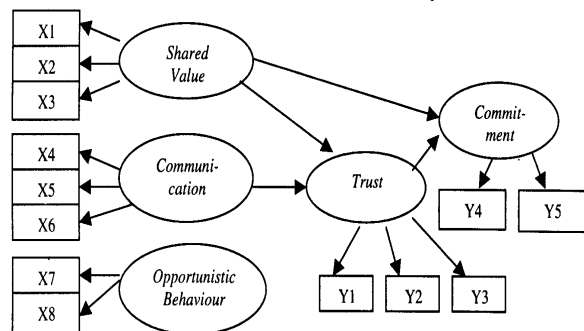 X1
X2
X3
Shared
Value
Commit-
ment
X4
X5
X6
Communi-
cation
Trust
Y4
Y5
X7
X8
Opportunistic
Behaviour
Y1
Y2
Y3